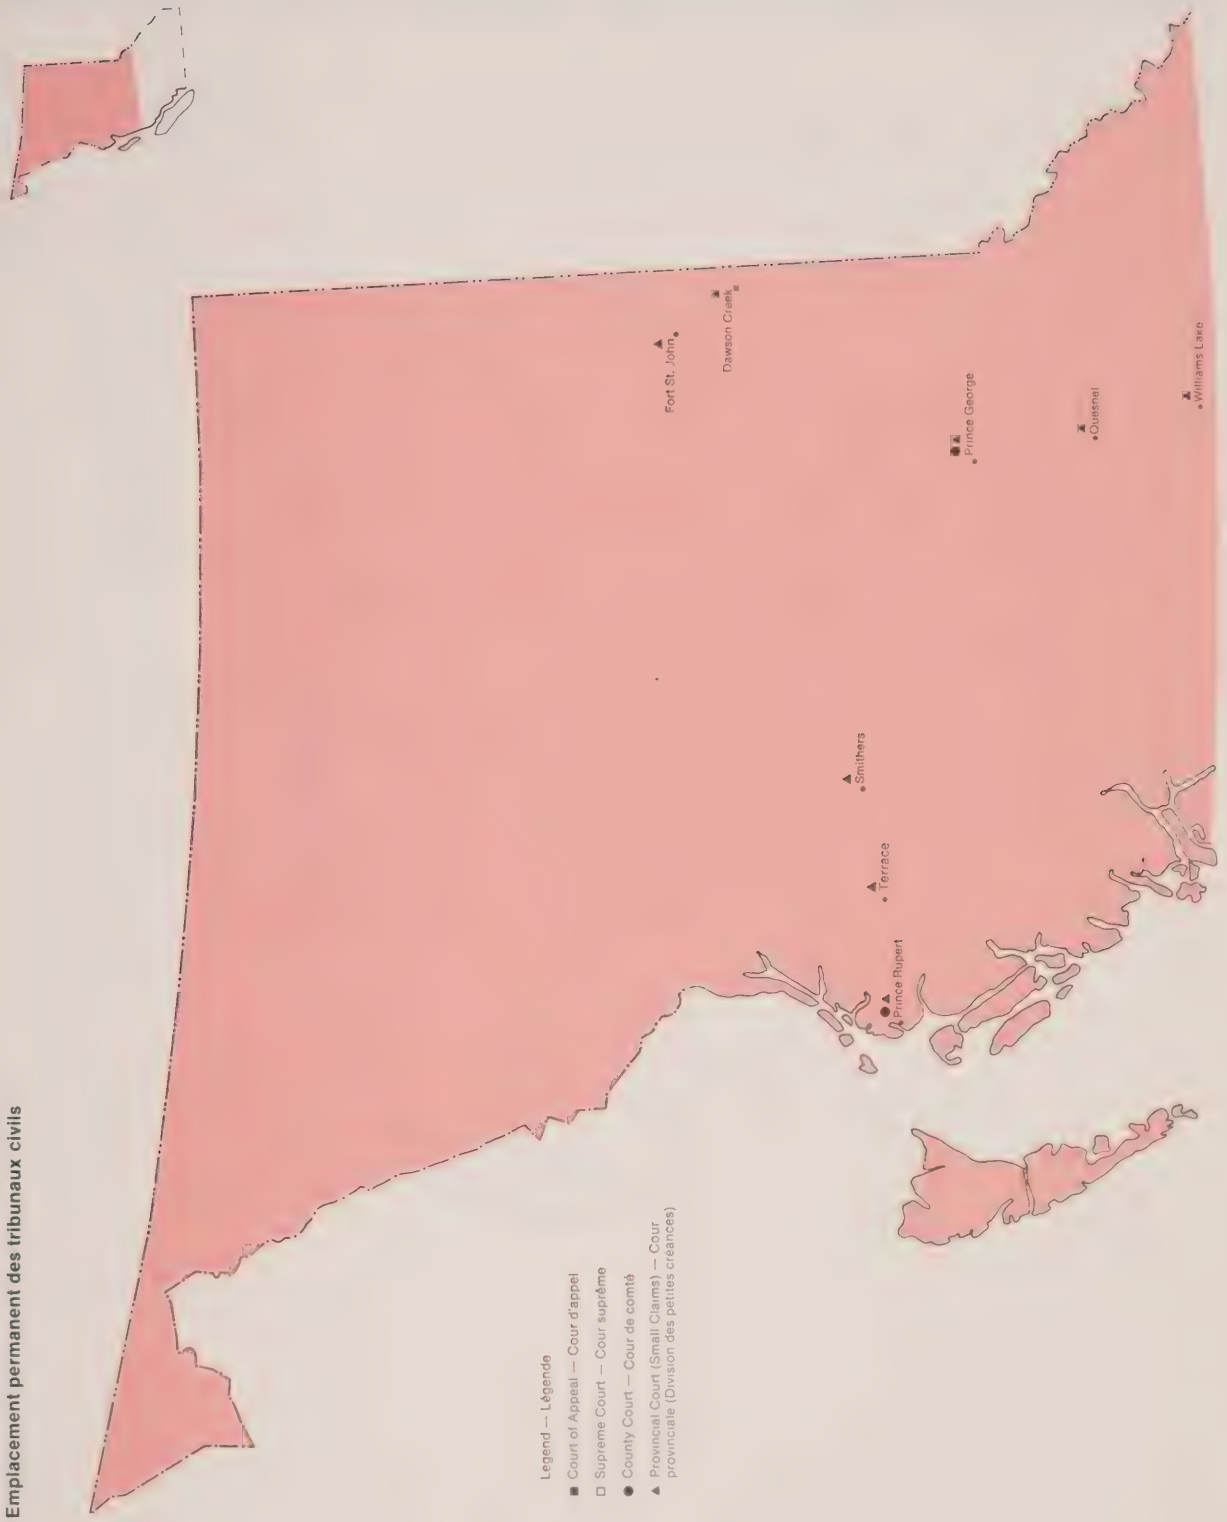 Emplacement permanent des tribunaux civils
Fort St. John
Dawson Creek
Prince George
Quesnel
Williams Lake
Smithers
Terrace
Prince Rupert
Legend — Légende
■ Court of Appeal — Cour d'appel
□ Supreme Court — Cour suprême
● County Court — Cour de comté
▲ Provincial Court (Small Claims) — Cour
provinciale (Division des petites créances)